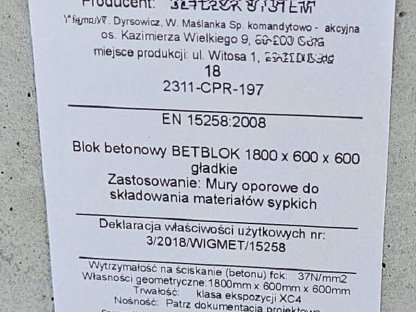 Producent:
Dyrsowicz, W. Maślanka Sp. komandytowo - akcyjna
os. Kazimierza Wielkiego 9,
miejsce produkcji: ul. Witosa 1,
18
2311-CPR-197
EN 15258:2008
Blok betonowy BETBLOK 1800 x 600 x 600
gładkie
Zastosowanie: Mury oporowe do
składowania materiałów sypkich
Deklaracja właściwości użytkowych nr:
3/2018/WIGMET/15258
Wytrzymałość na ściskanie (betonu) fck: 37N/mm2
Własności geometryczne:1800mm x 600mm x 600mm
Trwałość: klasa ekspozycji XC4
Nośność: Patrz dokumentacja projektowa